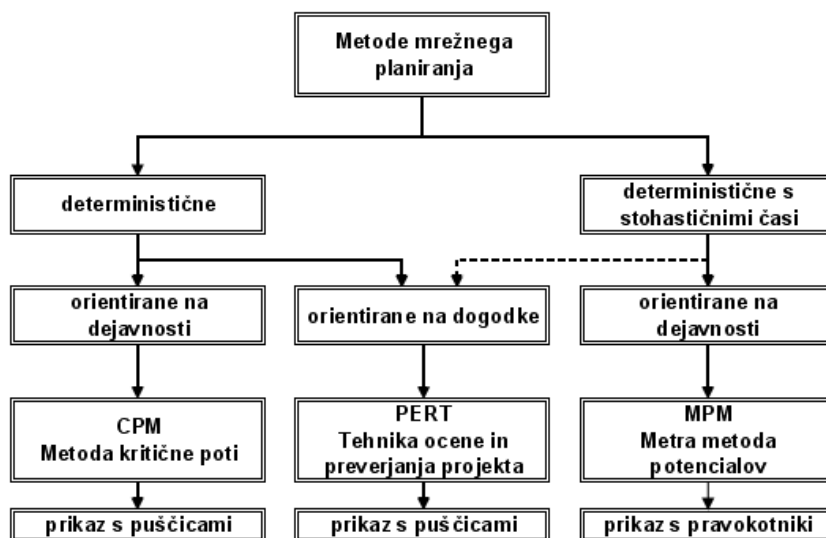 Metode mrežnega
planiranja
deterministične
deterministične s
stohastičnimi časi
orientirane na
dejavnosti
orientirane na dogodke
orientirane na
dejavnosti
CPM
Metoda kritične poti
PERT
Tehnika ocene in
preverjanja projekta
MPM
Metra metoda
potencialov
prikaz s puščicami
prikaz s puščicami
prikaz s pravokotniki